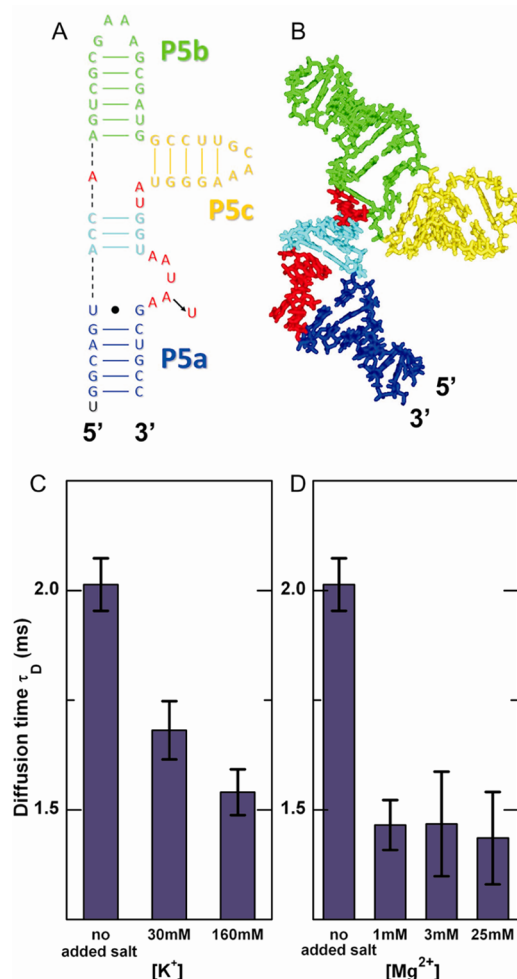 A
B
A A
G A
P5b
C G
G C
C G
U A
G U
A G
G C C U U G C
A
U G G G A A
P5c
A
A
U
C G
C G
A U
A
A
U
A
A
U
U • G
G C
A U
C G
G C
G C
U
P5a
5’ 3’
5’
3’
C
D
Diffusion time τD (ms)
2.0
1.5
2.0
1.5
no added salt
30mM
160mM
[K+]
no added salt
1mM
3mM
25mM
[Mg2+]